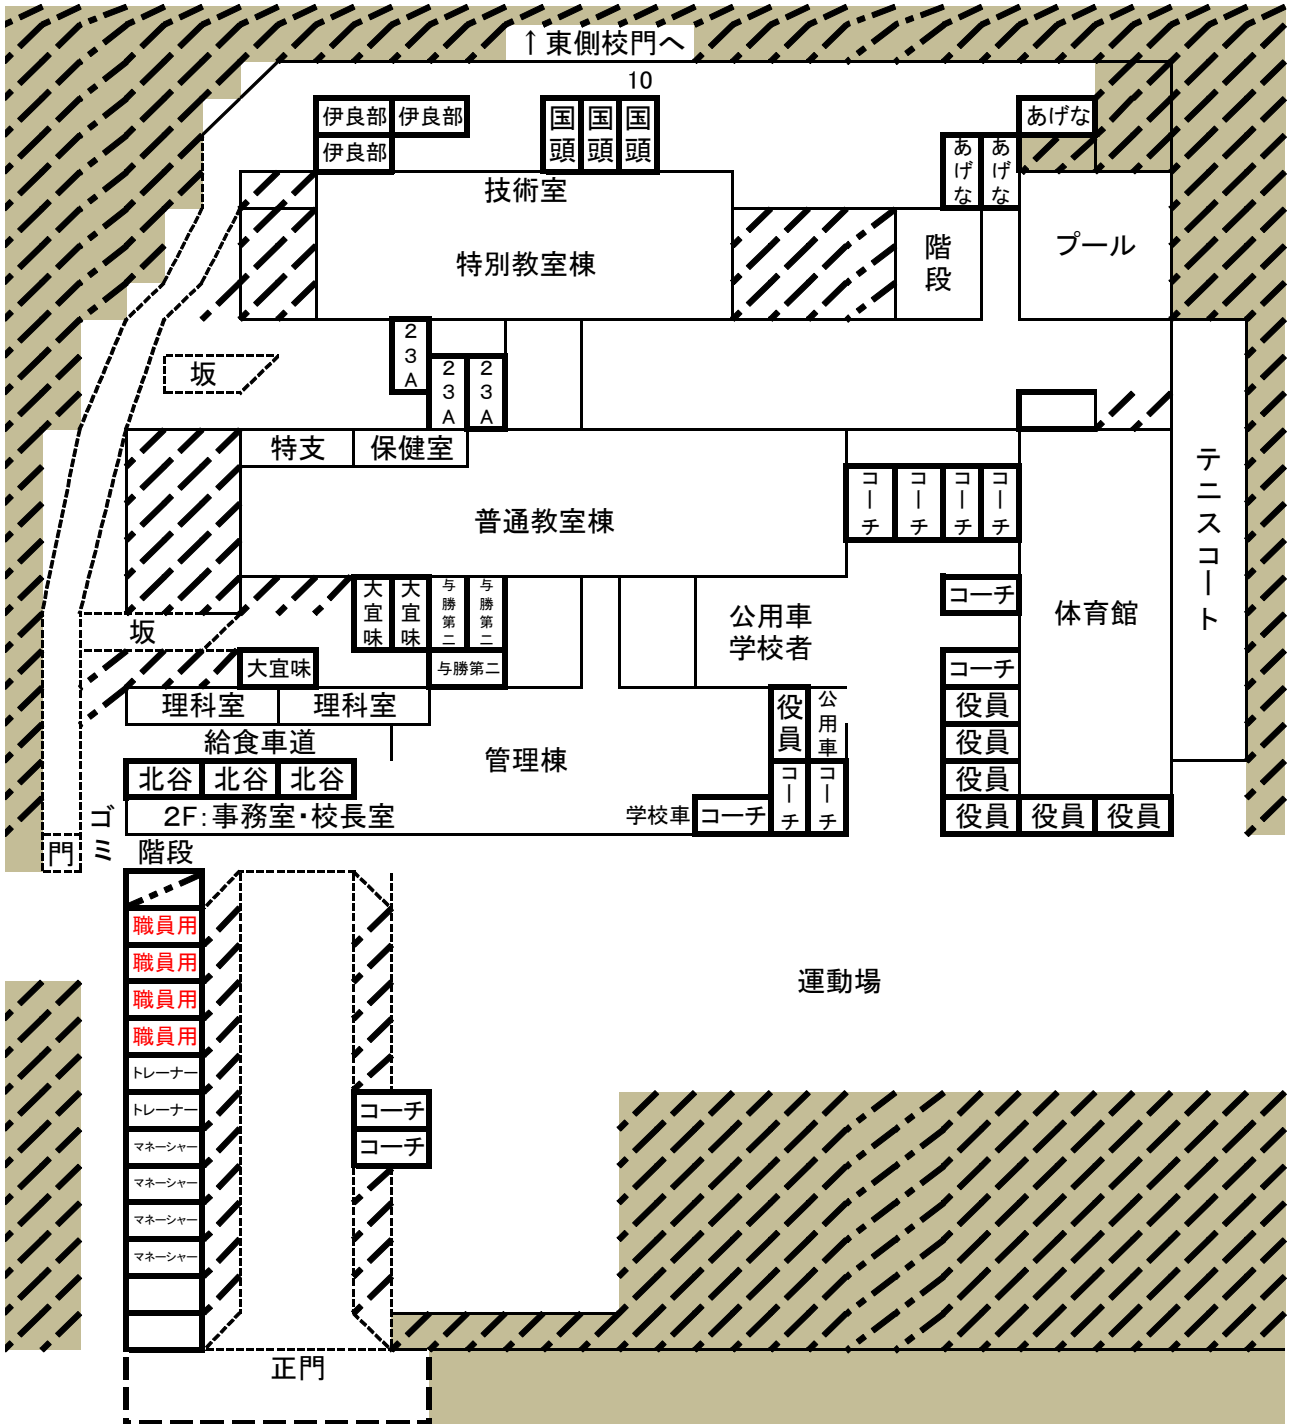 ↑東側校門へ
10
伊良部
伊良部
国頭
国頭
国頭
あげな
伊良部
あげな
あげな
技術室
特別教室棟
階段
プール
23A
坂
23A
23A
特支
保健室
テニスコート
コーチ
コーチ
コーチ
コーチ
普通教室棟
大宜味
大宜味
与勝第二
与勝第二
コーチ
公用車
学校者
体育館
坂
大宜味
与勝第二
コーチ
理科室
理科室
役員
公用車
役員
給食車道
管理棟
役員
北谷
北谷
北谷
コーチ
コーチ
役員
ゴミ
2F:事務室・校長室
学校車
コーチ
役員
役員
役員
門
階段
職員用
職員用
運動場
職員用
職員用
トレーナー
トレーナー
コーチ
マネーシャー
コーチ
マネーシャー
マネーシャー
マネーシャー
正門